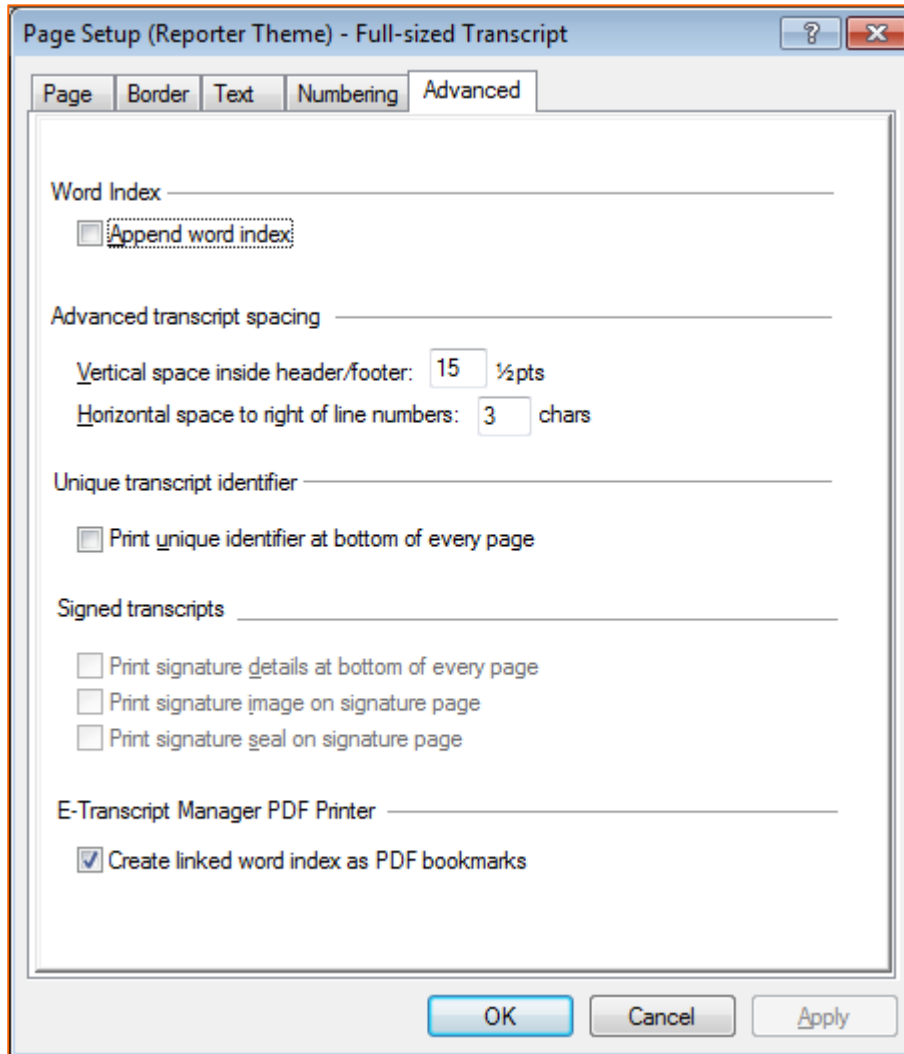 Page Setup (Reporter Theme) - Full-sized Transcript
Page Border Text Numbering Advanced
Word Index
Append word index
Advanced transcript spacing
Vertical space inside header/footer: 15 ½pts
Horizontal space to right of line numbers: 3 chars
Unique transcript identifier
Print unique identifier at bottom of every page
Signed transcripts
Print signature details at bottom of every page
Print signature image on signature page
Print signature seal on signature page
E-Transcript Manager PDF Printer
Create linked word index as PDF bookmarks
OK Cancel Apply